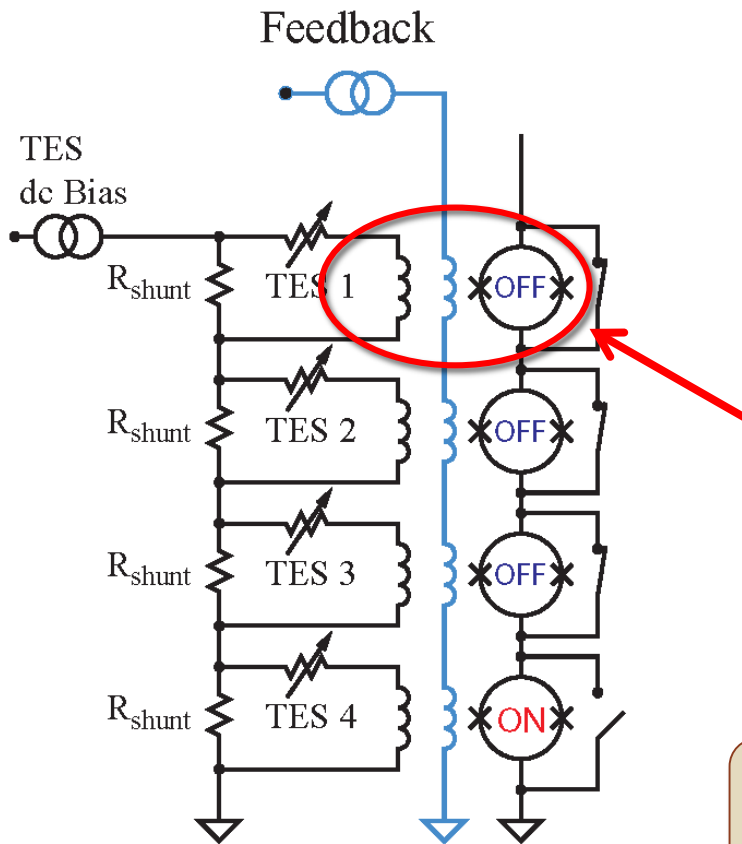 Feedback
TES
dc Bias
Rshunt
TES 1
OFF
Rshunt
TES 2
OFF
Rshunt
TES 3
OFF
Rshunt
TES 4
ON